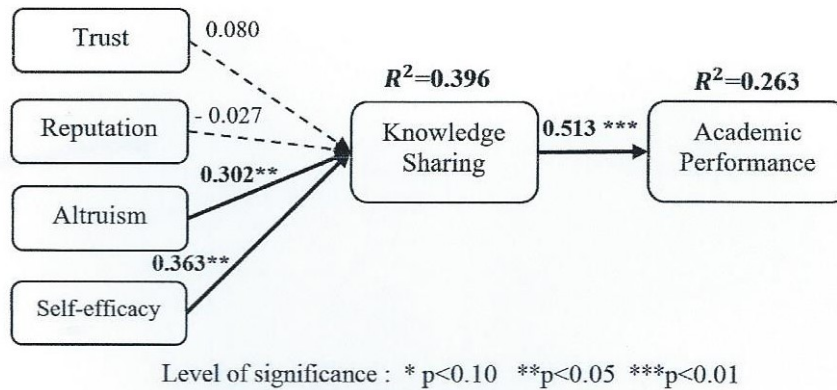 Trust
0.080
R²=0.396
R²=0.263
Reputation
- 0.027
Knowledge
Sharing
0.513 ***
Academic
Performance
0.302**
Altruism
0.363**
Self-efficacy
Level of significance : * p<0.10 **p<0.05 ***p<0.01